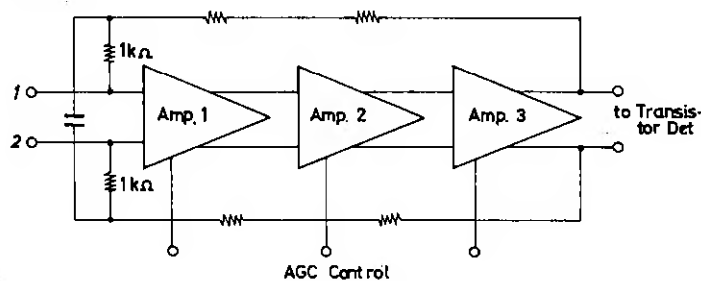 1kΩ
1
2
1kΩ
Amp. 1
Amp. 2
Amp. 3
to Transis-
tor Det
AGC Control